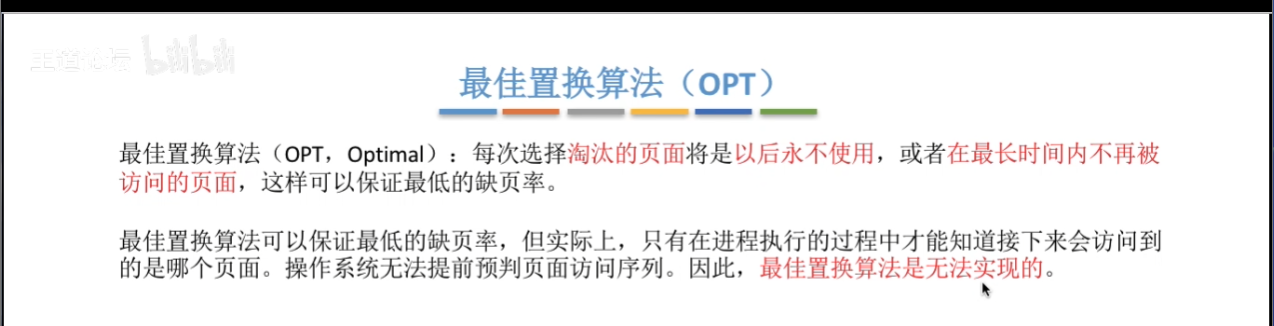 王道论坛 bilibili
最佳置换算法（OPT）
最佳置换算法（OPT，Optimal）：每次选择淘汰的页面将是以后永不使用，或者在最长时间内不再被
访问的页面，这样可以保证最低的缺页率。
最佳置换算法可以保证最低的缺页率，但实际上，只有在进程执行的过程中才能知道接下来会访问到
的是哪个页面。操作系统无法提前预判页面访问序列。因此，最佳置换算法是无法实现的。